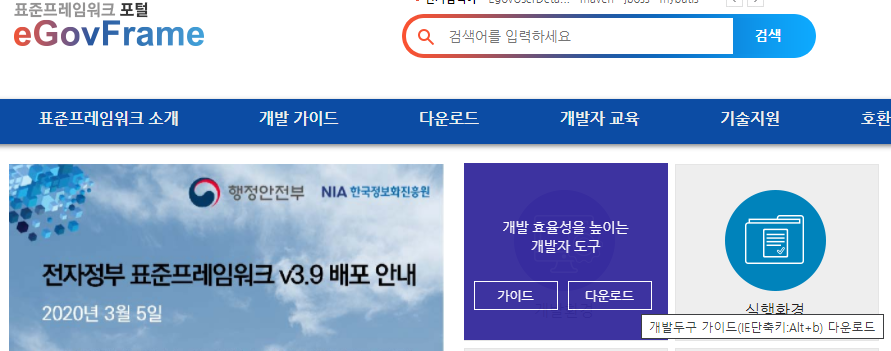 표준프레임워크 포털
eGovFrame
검색어를 입력하세요
검색
표준프레임워크 소개
개발 가이드
다운로드
개발자 교육
기술지원
호환
행정안전부
NIA 한국정보화진흥원
전자정부 표준프레임워크 v3.9 배포 안내
2020년 3월 5일
개발 효율성을 높이는
개발자 도구
가이드
다운로드
실행환경
개발두구 가이드(IE단축키:Alt+b) 다운로드